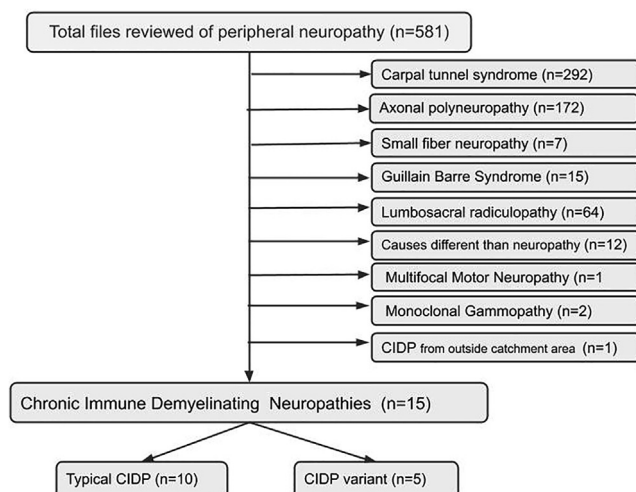 Total files reviewed of peripheral neuropathy (n=581)
Carpal tunnel syndrome (n=292)
Axonal polyneuropathy (n=172)
Small fiber neuropathy (n=7)
Guillain Barre Syndrome (n=15)
Lumbosacral radiculopathy (n=64)
Causes different than neuropathy (n=12)
Multifocal Motor Neuropathy (n=1
Monoclonal Gammopathy (n=2)
CIDP from outside catchment area (n=1)
Chronic Immune Demyelinating Neuropathies (n=15)
Typical CIDP (n=10)
CIDP variant (n=5)